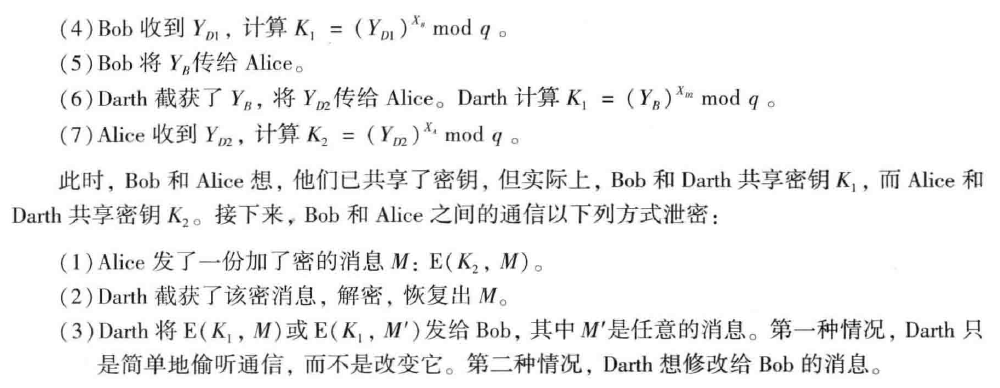 (4)Bob 收到 Y_{D1}，计算 K_1 = (Y_{D1})^{X_B} mod q 。
(5)Bob 将 Y_B传给 Alice。
(6)Darth 截获了 Y_B，将 Y_{D2}传给 Alice。Darth 计算 K_1 = (Y_B)^{X_{D2}} mod q 。
(7)Alice 收到 Y_{D2}，计算 K_2 = (Y_{D2})^{X_A} mod q 。
此时，Bob 和 Alice 想，他们已共享了密钥，但实际上，Bob 和 Darth 共享密钥 K_1，而 Alice 和
Darth 共享密钥 K_2。接下来，Bob 和 Alice 之间的通信以下列方式泄密：
(1)Alice 发了一份加了密的消息 M：E(K_2，M)。
(2)Darth 截获了该密消息，解密，恢复出 M。
(3)Darth 将 E(K_1，M)或 E(K_1，M′)发给 Bob，其中 M′是任意的消息。第一种情况，Darth 只
是简单地偷听通信，而不是改变它。第二种情况，Darth 想修改给 Bob 的消息。